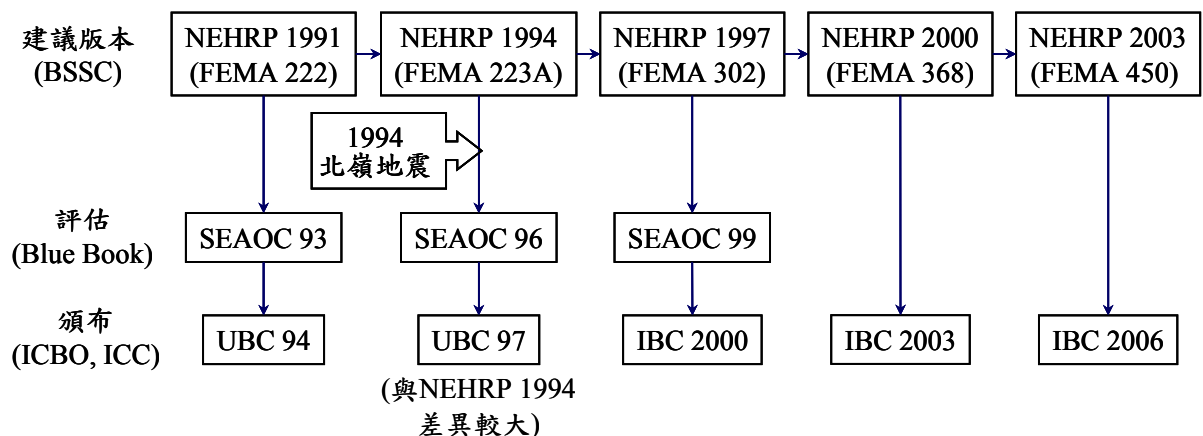 建議版本
(BSSC)
NEHRP 1991
(FEMA 222)
NEHRP 1994
(FEMA 223A)
NEHRP 1997
(FEMA 302)
NEHRP 2000
(FEMA 368)
NEHRP 2003
(FEMA 450)
1994
北嶺地震
評估
(Blue Book)
SEAOC 93
SEAOC 96
SEAOC 99
頒布
(ICBO, ICC)
UBC 94
UBC 97
IBC 2000
IBC 2003
IBC 2006
(與NEHRP 1994
差異較大)